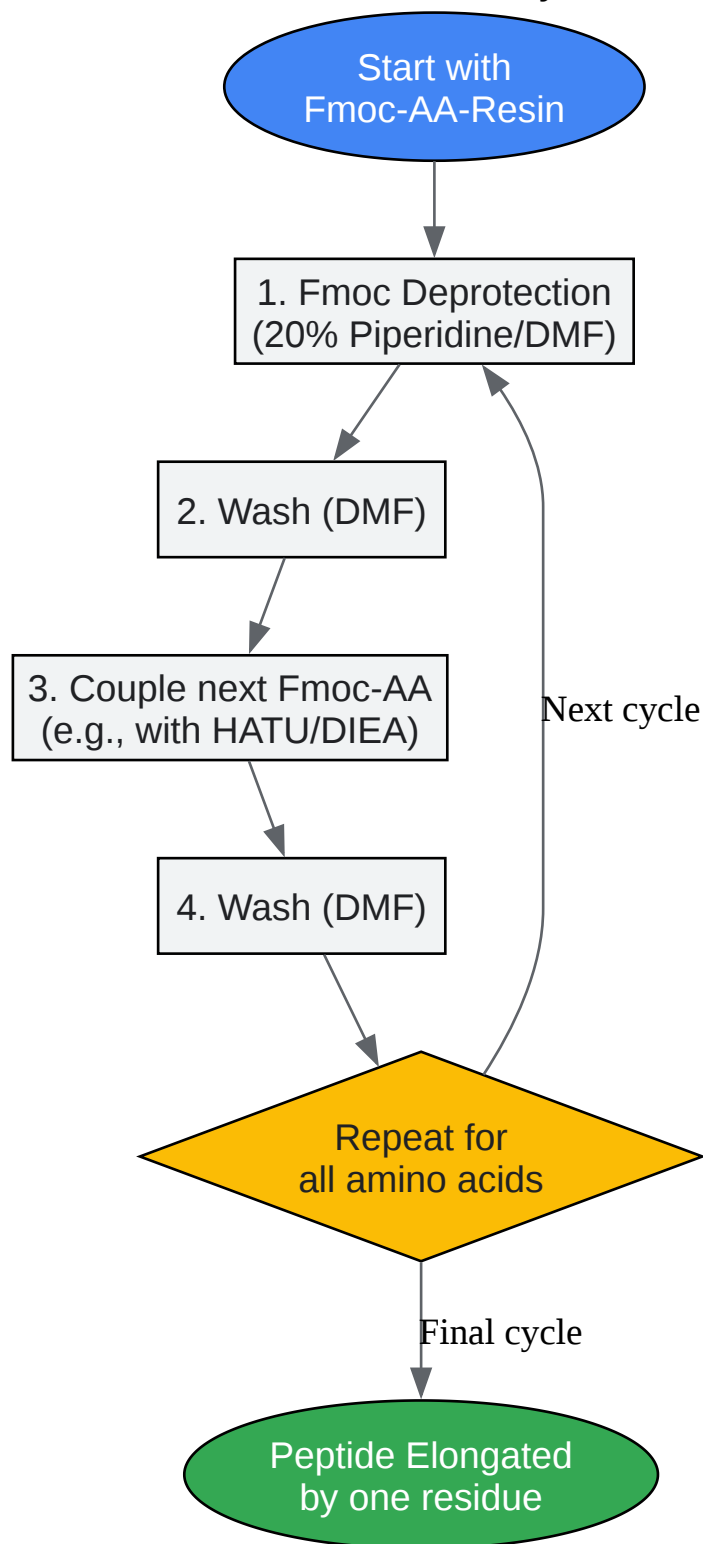 Start with
Fmoc-AA-Resin
1. Fmoc Deprotection
(20% Piperidine/DMF)
2. Wash (DMF)
3. Couple next Fmoc-AA
(e.g., with HATU/DIEA)
Next cycle
4. Wash (DMF)
Repeat for
all amino acids
Final cycle
Peptide Elongated
by one residue